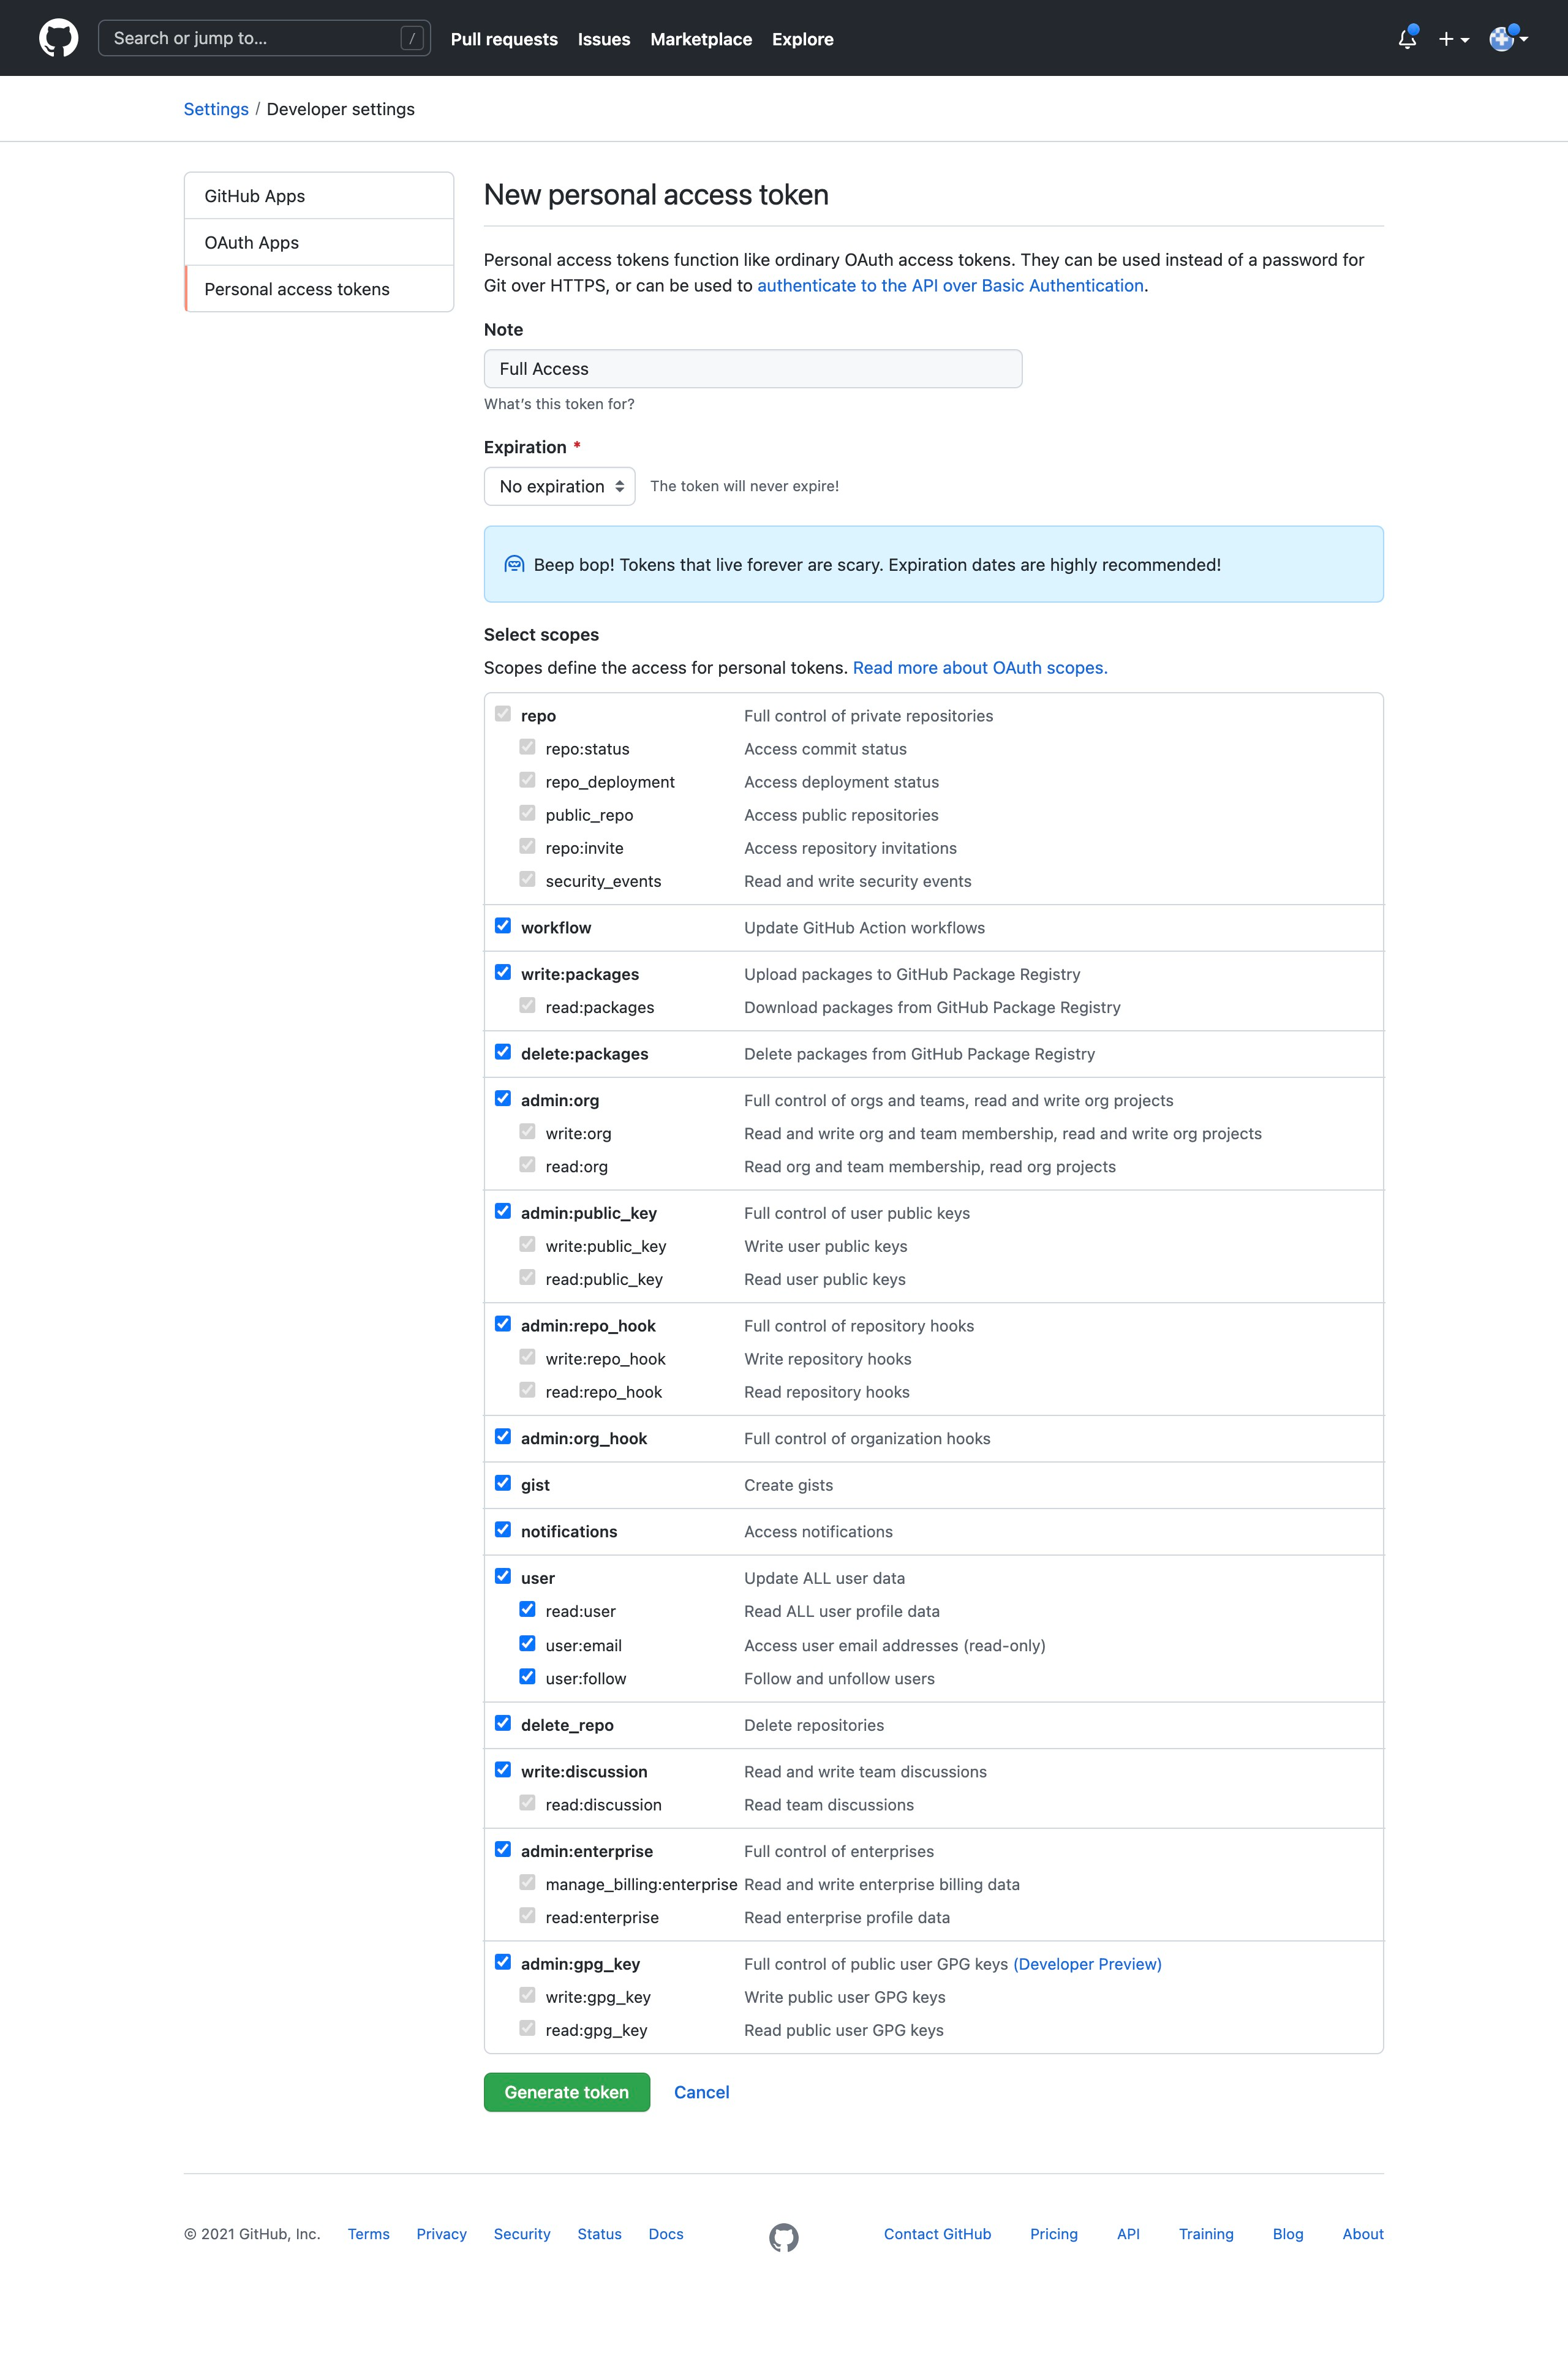 Search or jump to...
/
Pull requests
Issues
Marketplace
Explore
Settings / Developer settings
GitHub Apps
OAuth Apps
Personal access tokens
New personal access token
Personal access tokens function like ordinary OAuth access tokens. They can be used instead of a password for
Git over HTTPS, or can be used to authenticate to the API over Basic Authentication.
Note
Full Access
What's this token for?
Expiration *
No expiration The token will never expire!
Beep bop! Tokens that live forever are scary. Expiration dates are highly recommended!
Select scopes
Scopes define the access for personal tokens. Read more about OAuth scopes.
repo Full control of private repositories
repo:status Access commit status
repo_deployment Access deployment status
public_repo Access public repositories
repo:invite Access repository invitations
security_events Read and write security events
workflow Update GitHub Action workflows
write:packages Upload packages to GitHub Package Registry
read:packages Download packages from GitHub Package Registry
delete:packages Delete packages from GitHub Package Registry
admin:org Full control of orgs and teams, read and write org projects
write:org Read and write org and team membership, read and write org projects
read:org Read org and team membership, read org projects
admin:public_key Full control of user public keys
write:public_key Write user public keys
read:public_key Read user public keys
admin:repo_hook Full control of repository hooks
write:repo_hook Write repository hooks
read:repo_hook Read repository hooks
admin:org_hook Full control of organization hooks
gist Create gists
notifications Access notifications
user Update ALL user data
read:user Read ALL user profile data
user:email Access user email addresses (read-only)
user:follow Follow and unfollow users
delete_repo Delete repositories
write:discussion Read and write team discussions
read:discussion Read team discussions
admin:enterprise Full control of enterprises
manage_billing:enterprise Read and write enterprise billing data
read:enterprise Read enterprise profile data
admin:gpg_key Full control of public user GPG keys (Developer Preview)
write:gpg_key Write public user GPG keys
read:gpg_key Read public user GPG keys
Generate token Cancel
© 2021 GitHub, Inc. Terms Privacy Security Status Docs Contact GitHub Pricing API Training Blog About